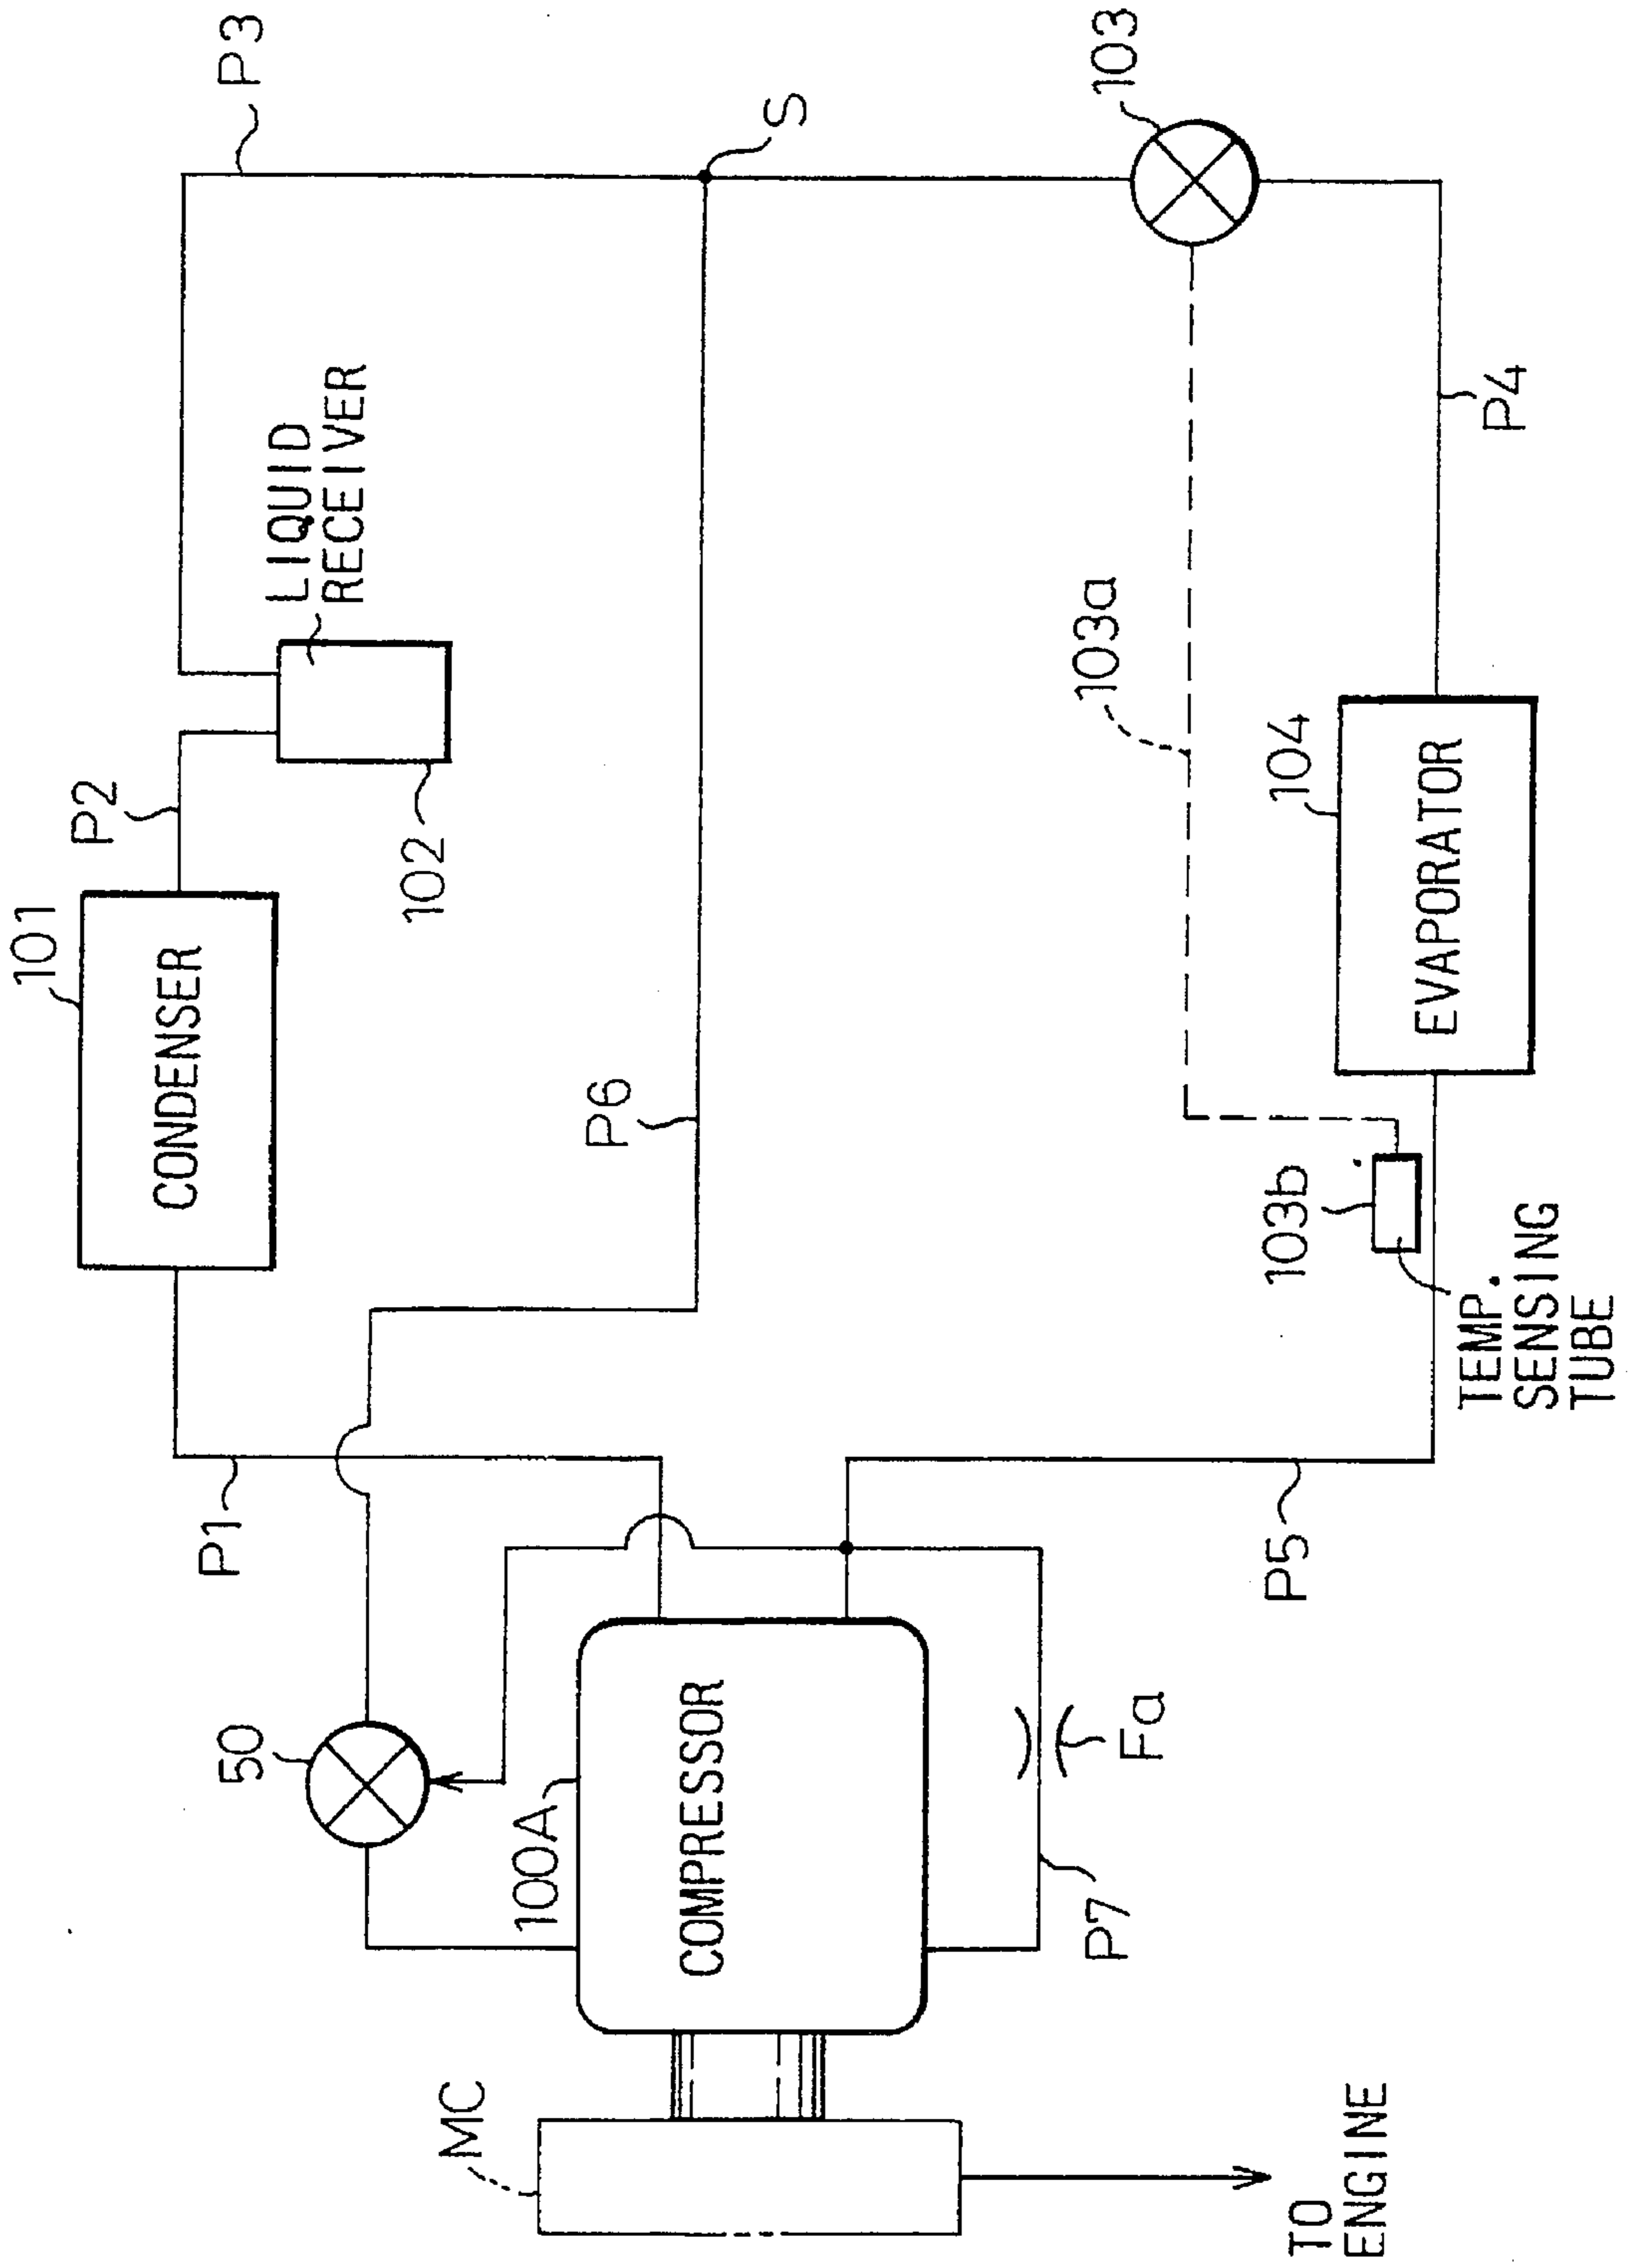 101
CONDENSER
P2
LIQUID
RECEIVER
102
P3
S
P1
P6
50
100A
COMPRESSOR
MC
TO
ENGINE
P7
Fa
P5
103a
103
103b
TEMP.
SENSING
TUBE
104
EVAPORATOR
P4